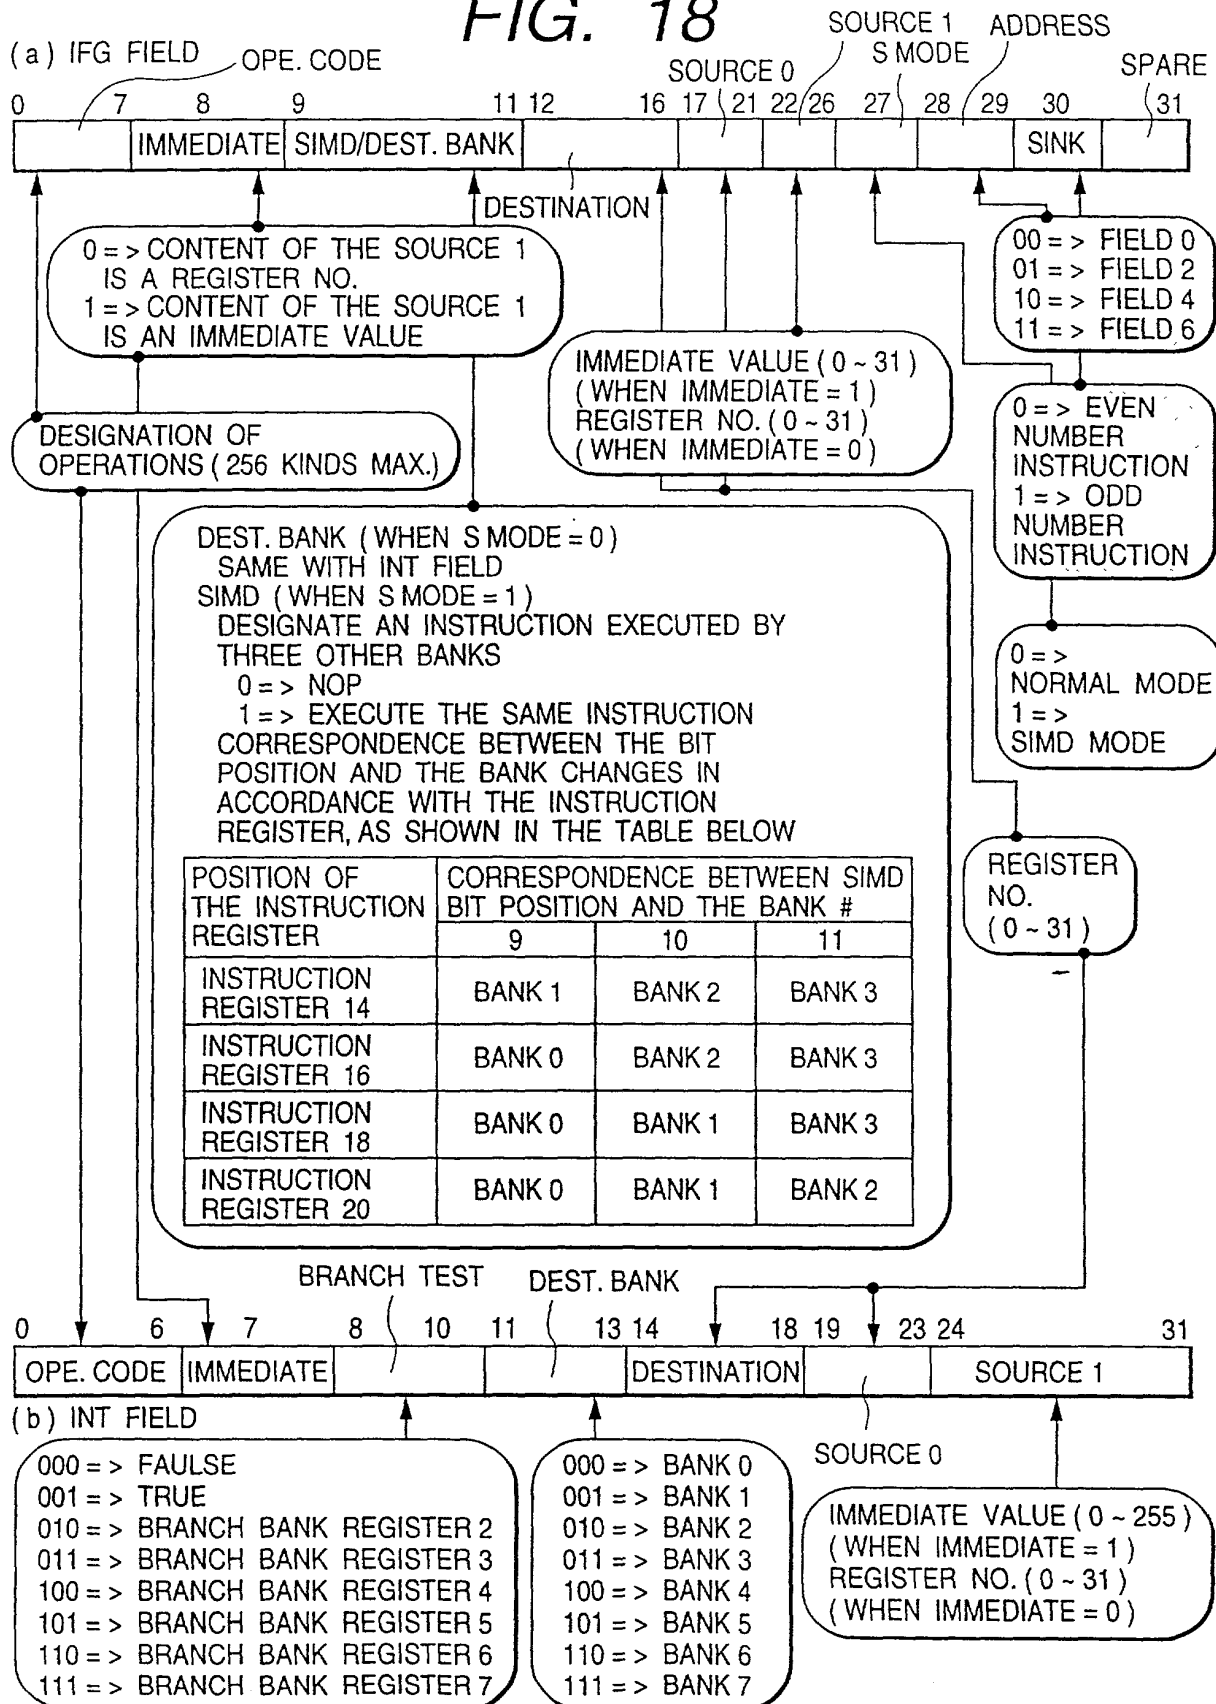 FIG. 18
(a) IFG FIELD
OPE. CODE
SOURCE 0
SOURCE 1
S MODE
ADDRESS
SPARE
0 7 8 9 11 12 16 17 21 22 26 27 28 29 30 31
IMMEDIATE SIMD/DEST. BANK SINK
DESTINATION
0 = > CONTENT OF THE SOURCE 1
IS A REGISTER NO.
1 = > CONTENT OF THE SOURCE 1
IS AN IMMEDIATE VALUE
00 = > FIELD 0
01 = > FIELD 2
10 = > FIELD 4
11 = > FIELD 6
IMMEDIATE VALUE ( 0 ~ 31 )
( WHEN IMMEDIATE = 1 )
REGISTER NO. ( 0 ~ 31 )
( WHEN IMMEDIATE = 0 )
DESIGNATION OF
OPERATIONS ( 256 KINDS MAX. )
0 = > EVEN
NUMBER
INSTRUCTION
1 = > ODD
NUMBER
INSTRUCTION
DEST. BANK ( WHEN S MODE = 0 )
SAME WITH INT FIELD
SIMD ( WHEN S MODE = 1 )
DESIGNATE AN INSTRUCTION EXECUTED BY
THREE OTHER BANKS
0 = > NOP
1 = > EXECUTE THE SAME INSTRUCTION
CORRESPONDENCE BETWEEN THE BIT
POSITION AND THE BANK CHANGES IN
ACCORDANCE WITH THE INSTRUCTION
REGISTER, AS SHOWN IN THE TABLE BELOW
0 = >
NORMAL MODE
1 = >
SIMD MODE
POSITION OF
THE INSTRUCTION
REGISTER
CORRESPONDENCE BETWEEN SIMD
BIT POSITION AND THE BANK #
9 10 11
INSTRUCTION
REGISTER 14
BANK 1 BANK 2 BANK 3
INSTRUCTION
REGISTER 16
BANK 0 BANK 2 BANK 3
INSTRUCTION
REGISTER 18
BANK 0 BANK 1 BANK 3
INSTRUCTION
REGISTER 20
BANK 0 BANK 1 BANK 2
REGISTER
NO.
( 0 ~ 31 )
BRANCH TEST
DEST. BANK
0 6 7 8 10 11 13 14 18 19 23 24 31
OPE. CODE IMMEDIATE DESTINATION SOURCE 1
(b) INT FIELD
SOURCE 0
000 = > FAULSE
001 = > TRUE
010 = > BRANCH BANK REGISTER 2
011 = > BRANCH BANK REGISTER 3
100 = > BRANCH BANK REGISTER 4
101 = > BRANCH BANK REGISTER 5
110 = > BRANCH BANK REGISTER 6
111 = > BRANCH BANK REGISTER 7
000 = > BANK 0
001 = > BANK 1
010 = > BANK 2
011 = > BANK 3
100 = > BANK 4
101 = > BANK 5
110 = > BANK 6
111 = > BANK 7
IMMEDIATE VALUE ( 0 ~ 255 )
( WHEN IMMEDIATE = 1 )
REGISTER NO. ( 0 ~ 31 )
( WHEN IMMEDIATE = 0 )